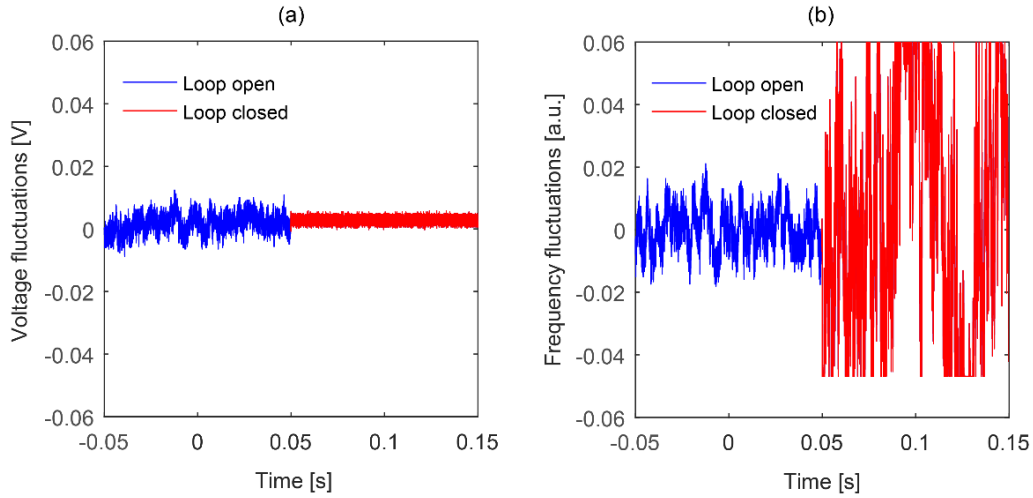 (a)
Voltage fluctuations [V]
0.06
0.04
0.02
0
-0.02
-0.04
-0.06
Loop open
Loop closed
-0.05
0
0.05
0.1
0.15
Time [s]
(b)
Frequency fluctuations [a.u.]
0.06
0.04
0.02
0
-0.02
-0.04
-0.06
Loop open
Loop closed
-0.05
0
0.05
0.1
0.15
Time [s]